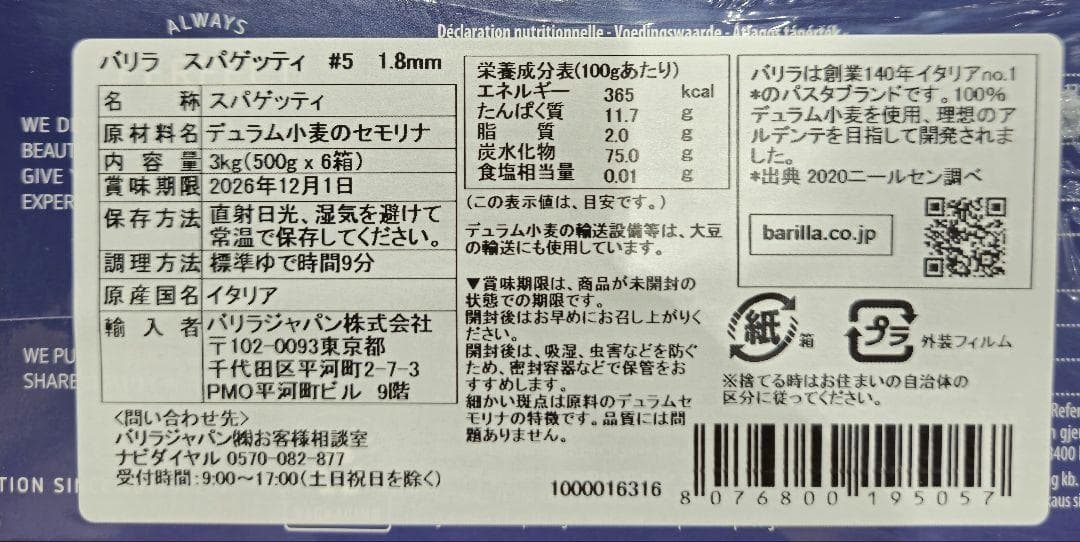 ALWAYS
Déclaration nutritionnelle - Voedingswaarde -
WE
BEAUT
GIVE
EXPER
WE PU
SHARE
バリラ スパゲッティ #5 1.8mm
名称 スパゲッティ
原材料名 デュラム小麦のセモリナ
内容量 3kg(500g x 6箱)
賞味期限 2026年12月1日
保存方法 直射日光、湿気を避けて
常温で保存してください。
調理方法 標準ゆで時間9分
原産国名 イタリア
輸入者 バリラジャパン株式会社
〒102-0093東京都
千代田区平河町2-7-3
PMO平河町ビル 9階
<問い合わせ先>
バリラジャパン㈱お客様相談室
ナビダイヤル 0570-082-877
受付時間:9:00～17:00(土日祝日を除く)
栄養成分表(100gあたり)
エネルギー 365 kcal
たんぱく質 11.7 g
脂質 2.0 g
炭水化物 75.0 g
食塩相当量 0.01 g
(この表示値は、目安です。)
デュラム小麦の輸送設備等は、大豆
の輸送にも使用しています。
▼賞味期限は、商品が未開封の
状態での期限です。
開封後はお早めにお召し上がりく
ださい。
開封後は、吸湿、虫害などを防ぐ
ため、密封容器などで保管をお
すすめします。
細かい斑点は原料のデュラムセ
モリナの特徴です。品質には問
題ありません。
1000016316
バリラは創業140年イタリアno.1
*のパスタブランドです。100%
デュラム小麦を使用、理想のア
ルデンテを目指して開発されま
した。
*出典 2020ニールセン調べ
barilla.co.jp
紙 箱
プラ 外装フィルム
※捨てる時はお住まいの自治体の
区分に従ってください。
8 076800 195057